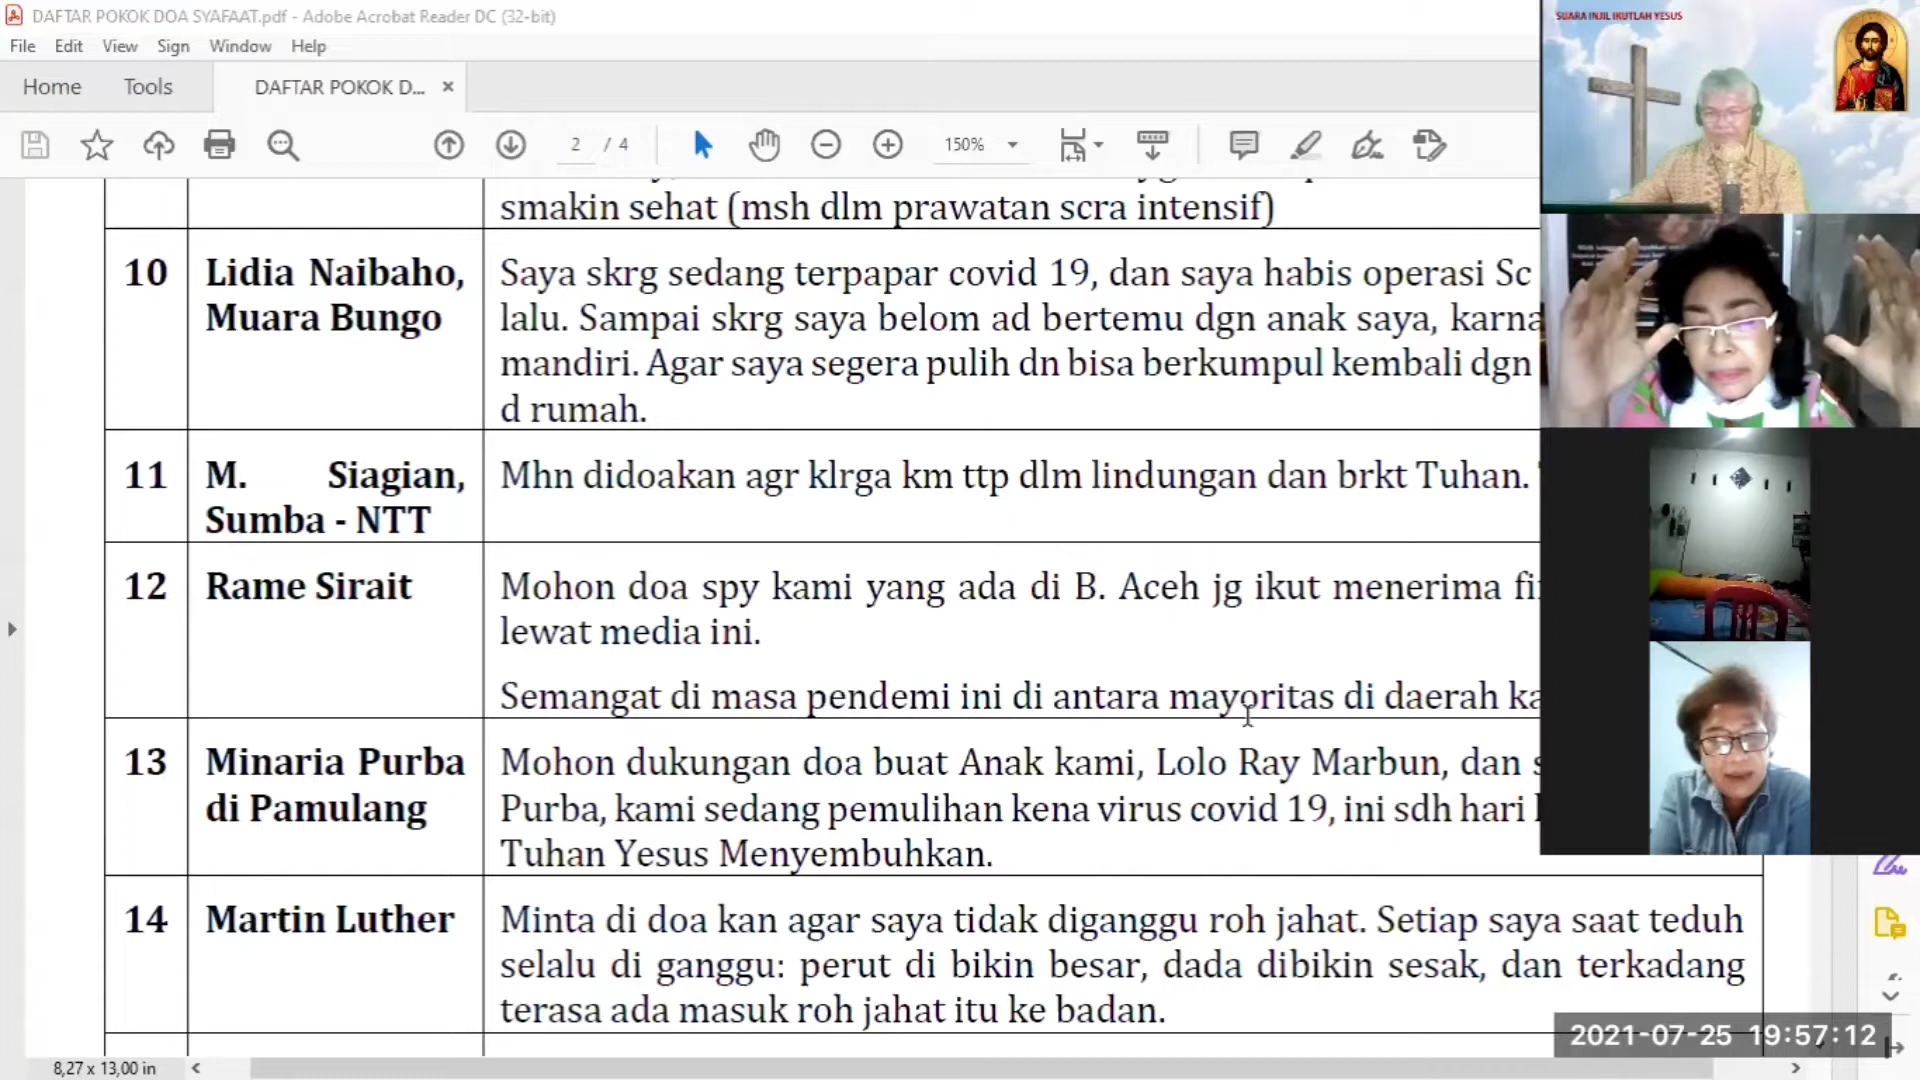 DAFTAR POKOK DOA SYAFAAT.pdf - Adobe Acrobat Reader DC (32-bit)
SUARA INJIL IKUTLAH YESUS
File Edit View Sign Window Help
Home Tools DAFTAR POKOK D... ×
2 / 4 150%
smakin sehat (msh dlm prawatan scra intensif)
10 Lidia Naibaho, Muara Bungo
Saya skrg sedang terpapar covid 19, dan saya habis operasi Sc
lalu. Sampai skrg saya belom ad bertemu dgn anak saya, karna
mandiri. Agar saya segera pulih dn bisa berkumpul kembali dgn
d rumah.
11 M. Siagian, Sumba - NTT
Mhn didoakan agr klrga km ttp dlm lindungan dan brkt Tuhan.
12 Rame Sirait
Mohon doa spy kami yang ada di B. Aceh jg ikut menerima
lewat media ini.
Semangat di masa pendemi ini di antara mayoritas di daerah
13 Minaria Purba di Pamulang
Mohon dukungan doa buat Anak kami, Lolo Ray Marbun, dan
Purba, kami sedang pemulihan kena virus covid 19, ini sdh hari
Tuhan Yesus Menyembuhkan.
14 Martin Luther
Minta di doa kan agar saya tidak diganggu roh jahat. Setiap saya saat teduh
selalu di ganggu: perut di bikin besar, dada dibikin sesak, dan terkadang
terasa ada masuk roh jahat itu ke badan.
2021-07-25 19:57:12
8,27 x 13,00 in